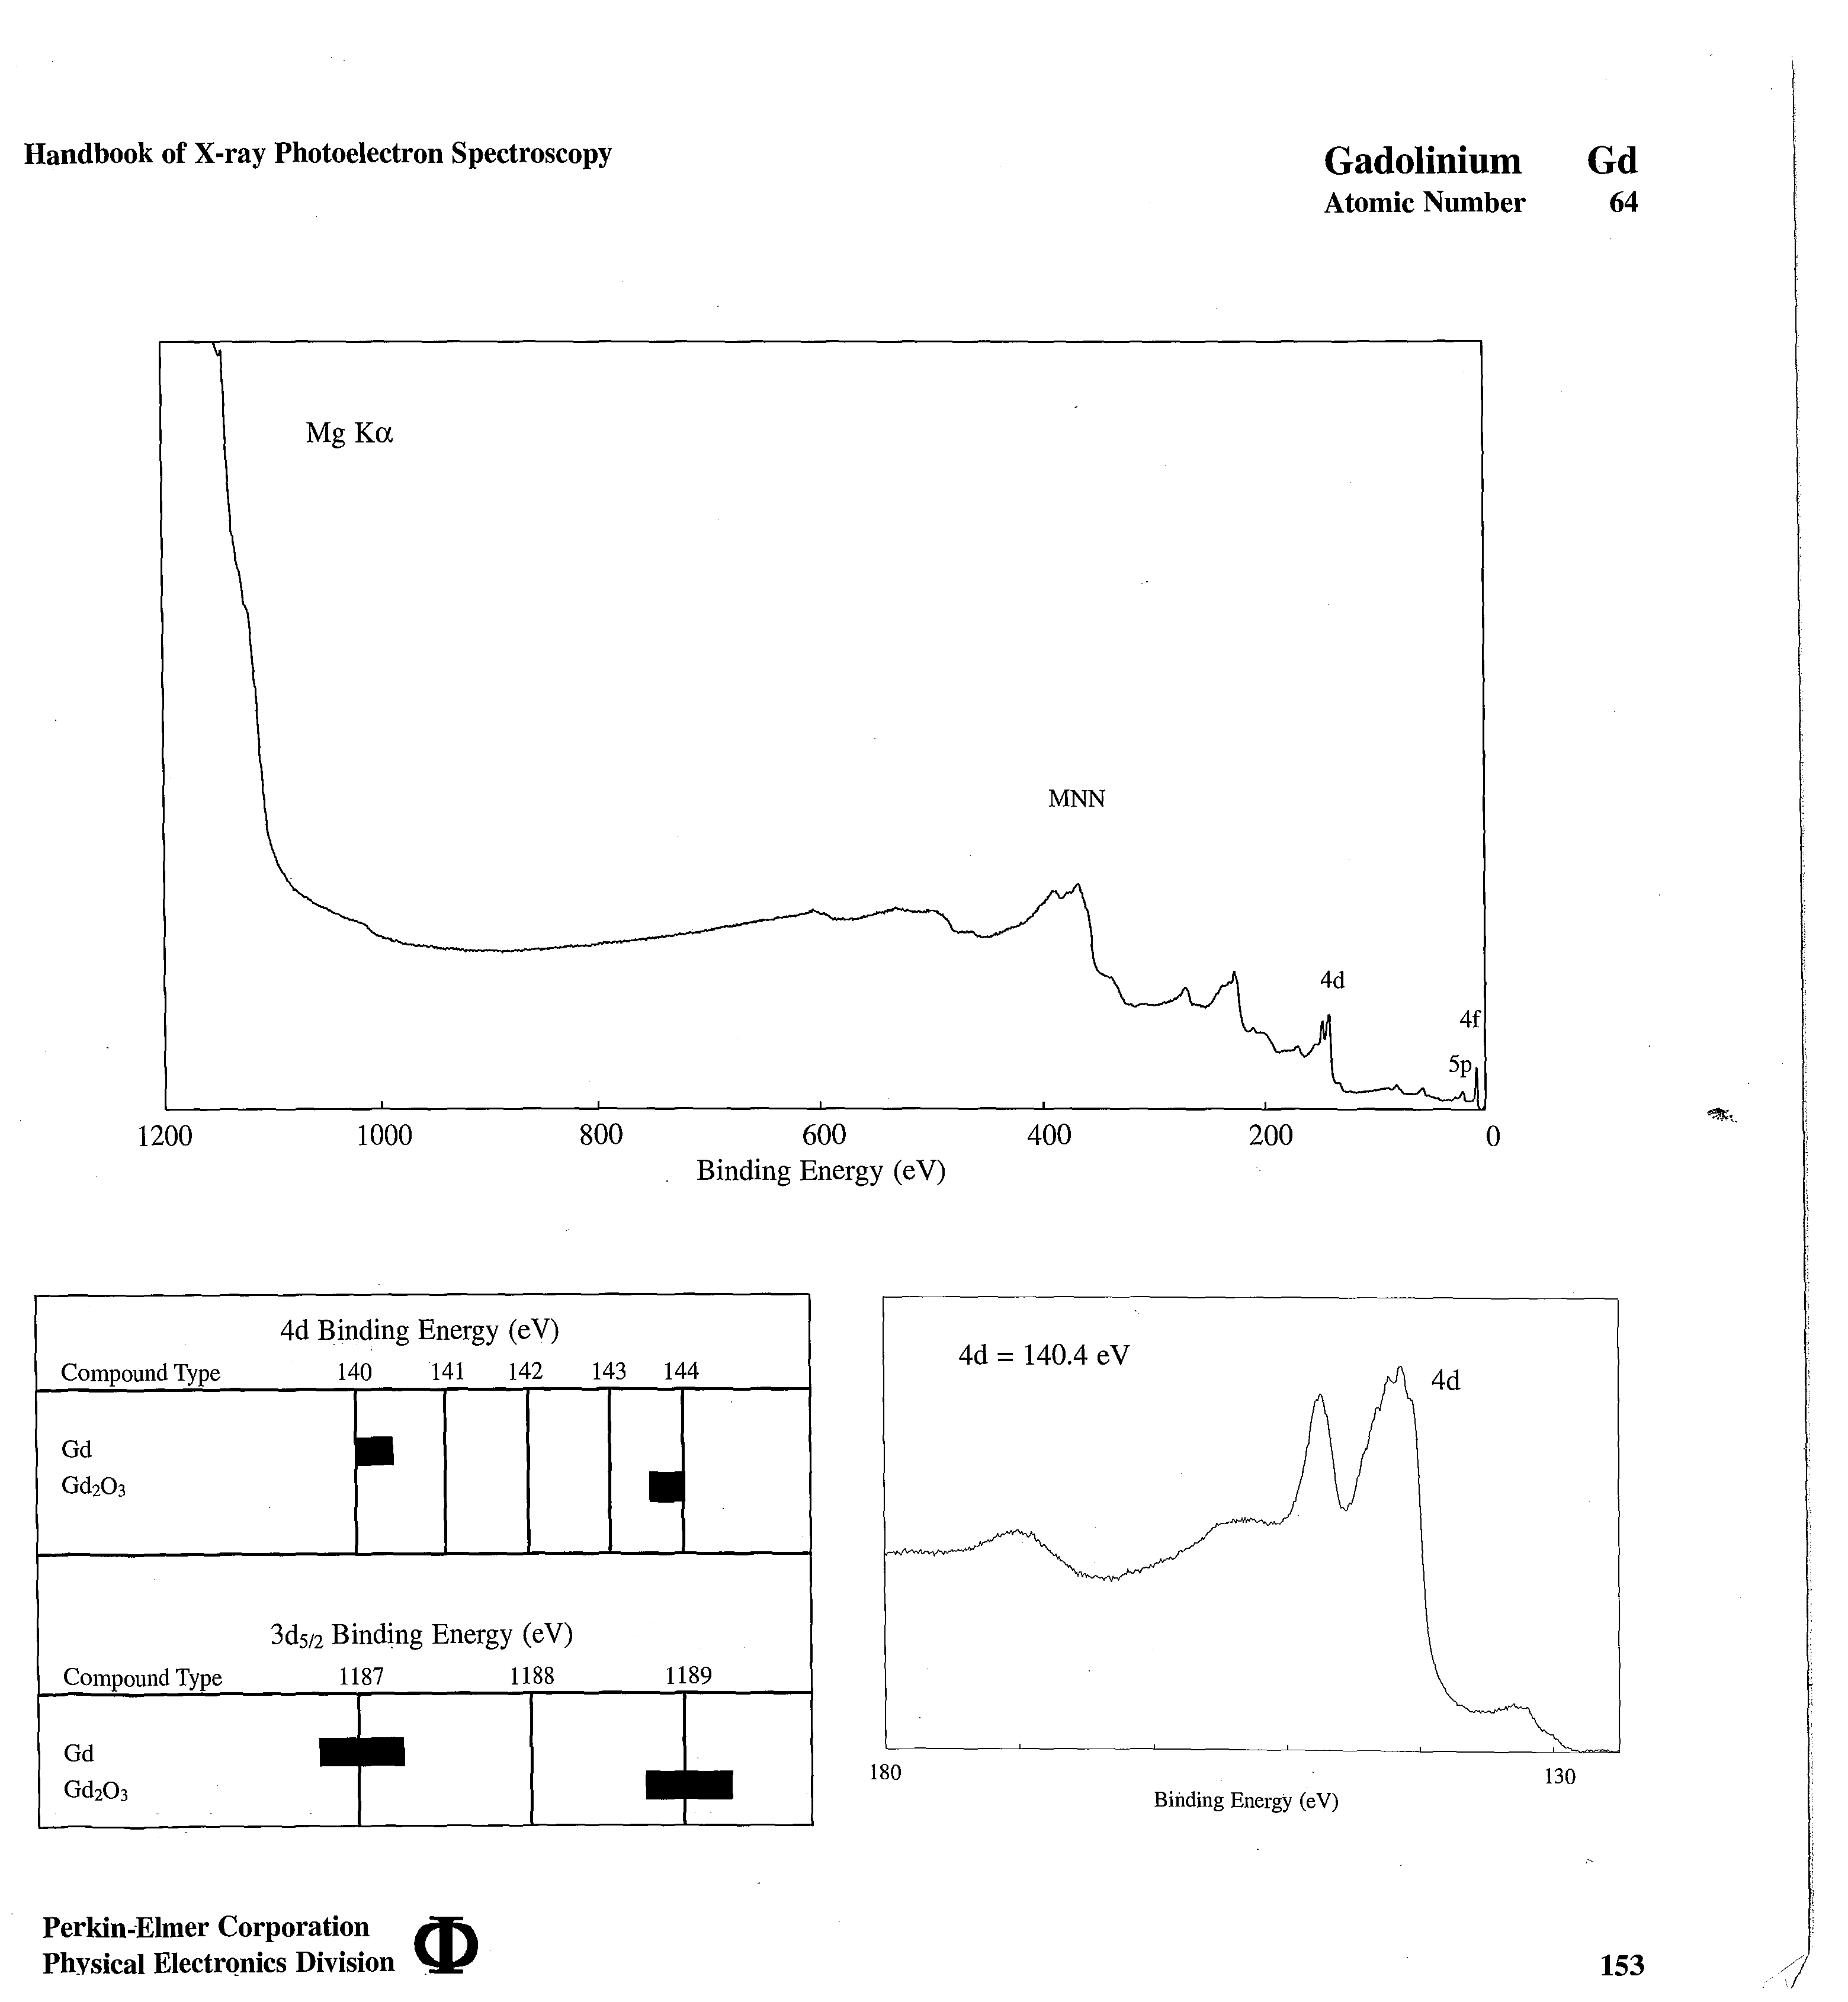 Handbook of X-ray Photoelectron Spectroscopy
Gadolinium Gd
Atomic Number 64
Mg Kα
MNN
4d
4f
5p
1200 1000 800 600 400 200 0
Binding Energy (eV)
4d Binding Energy (eV)
Compound Type 140 141 142 143 144
Gd
Gd₂O₃
3d5/2 Binding Energy (eV)
Compound Type 1187 1188 1189
Gd
Gd₂O₃
4d = 140.4 eV
4d
180 130
Binding Energy (eV)
Perkin-Elmer Corporation
Physical Electronics Division
153